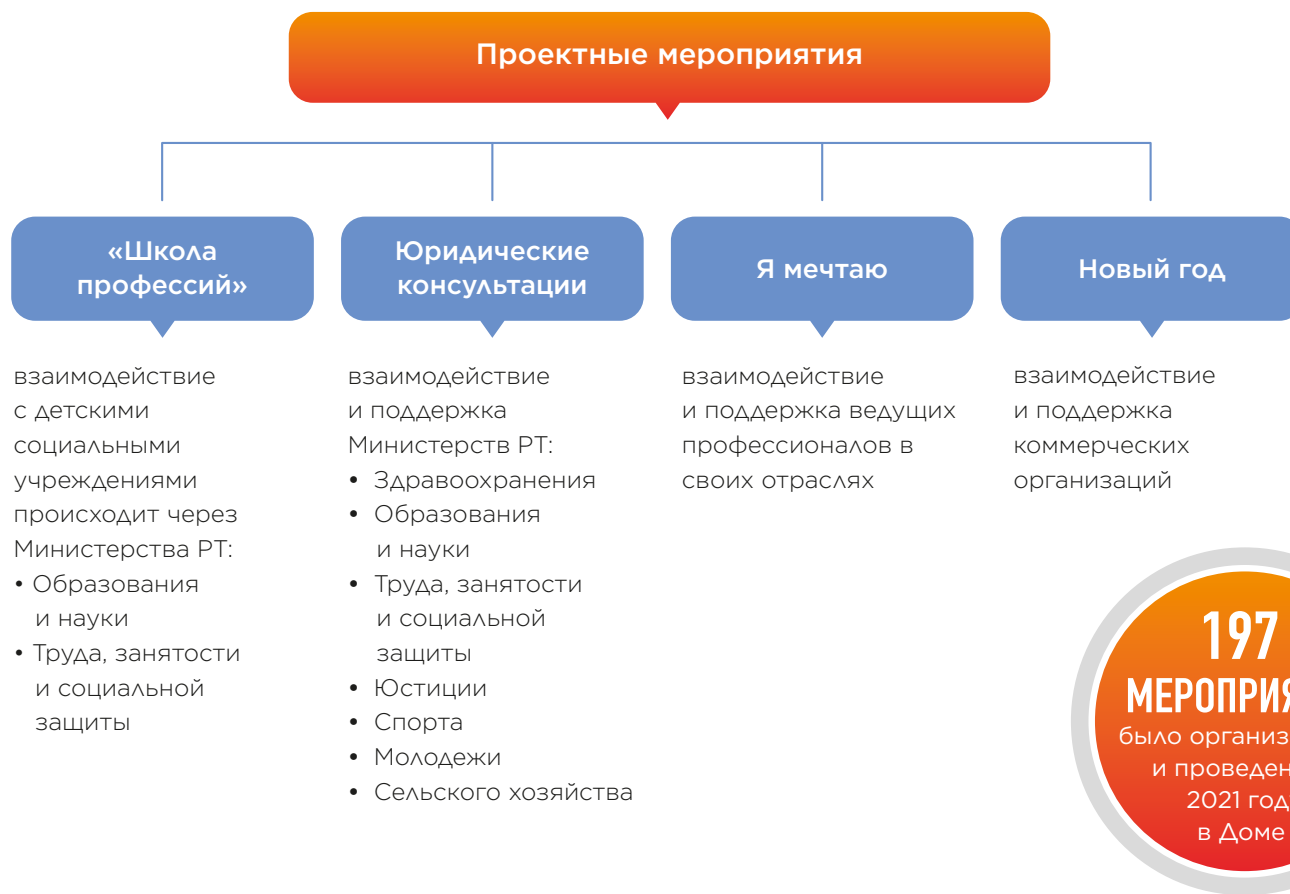 Проектные мероприятия
«Школа
профессий»
взаимодействие
с детскими
социальными
учреждениями
происходит через
Министерства РТ:
• Образования
и науки
• Труда, занятости
и социальной
защиты
Юридические
консультации
взаимодействие
и поддержка
Министерств РТ:
• Здравоохранения
• Образования
и науки
• Труда, занятости
и социальной
защиты
• Юстиции
• Спорта
• Молодежи
• Сельского хозяйства
Я мечтаю
взаимодействие
и поддержка ведущих
профессионалов в
своих отраслях
Новый год
взаимодействие
и поддержка
коммерческих
организаций
197
было
и
2021
в Доме